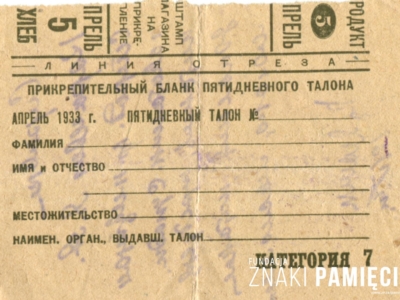 ХЛЕБ
АПРЕЛЬ
5
ШТАМП
МАГАЗИНА
НА
ПРИКРЕ-
ПЛЕНИЕ
АПРЕЛЬ
5
ПРОДУКТ
ЛИНИЯ ОТРЕЗА
ПРИКРЕПИТЕЛЬНЫЙ БЛАНК ПЯТИДНЕВНОГО ТАЛОНА
АПРЕЛЬ 1933 г. ПЯТИДНЕВНЫЙ ТАЛОН №
ФАМИЛИЯ
ИМЯ и ОТЧЕСТВО
МЕСТОЖИТЕЛЬСТВО
НАИМЕН. ОРГАН., ВЫДАВШ. ТАЛОН
КАТЕГОРИЯ 7
FUNDACJA
ZNAKI PAMIĘCI